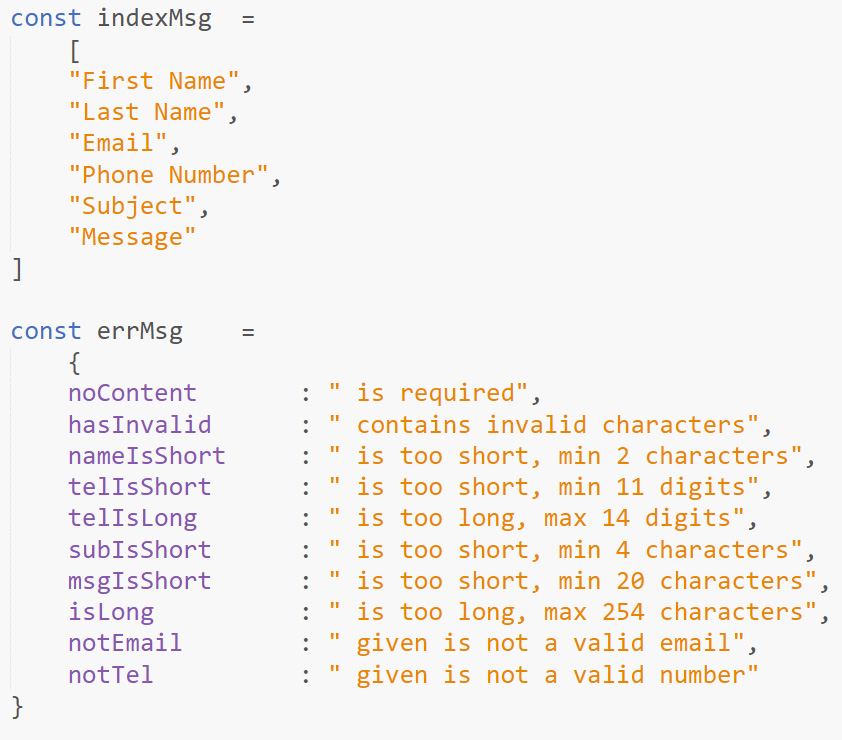 const indexMsg  =
    [
    "First Name",
    "Last Name",
    "Email",
    "Phone Number",
    "Subject",
    "Message"
]

const errMsg    =
    {
    noContent       : " is required",
    hasInvalid      : " contains invalid characters",
    nameIsShort     : " is too short, min 2 characters",
    telIsShort      : " is too short, min 11 digits",
    telIsLong       : " is too long, max 14 digits",
    subIsShort      : " is too short, min 4 characters",
    msgIsShort      : " is too short, min 20 characters",
    isLong          : " is too long, max 254 characters",
    notEmail        : " given is not a valid email",
    notTel          : " given is not a valid number"
}